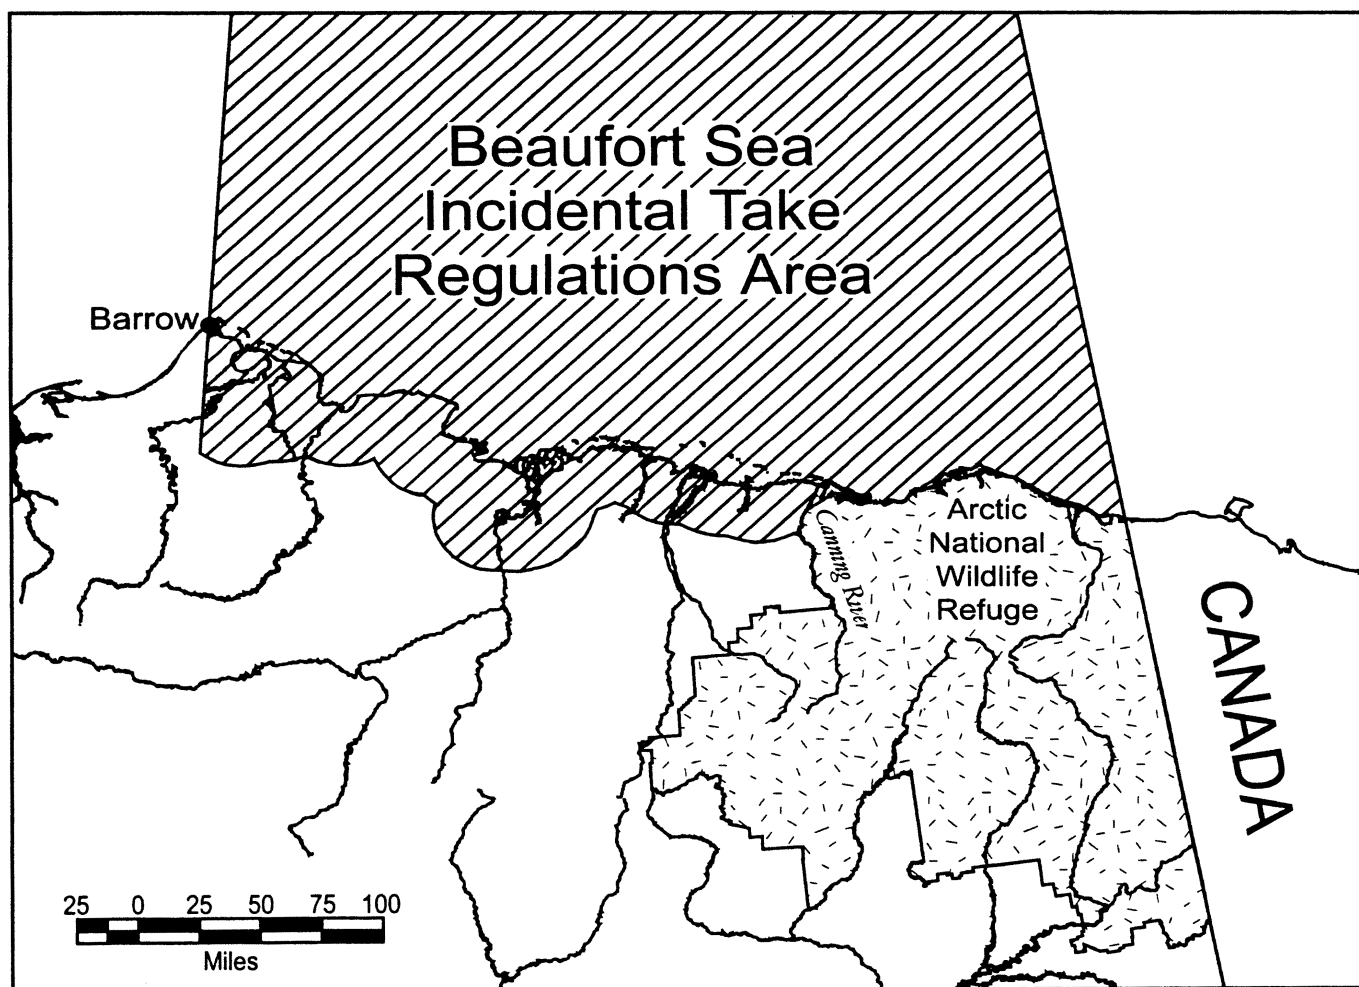 Beaufort Sea
Incidental Take
Regulations Area
Barrow
Arctic
National
Wildlife
Refuge
Canning River
CANADA
25 0 25 50 75 100
Miles